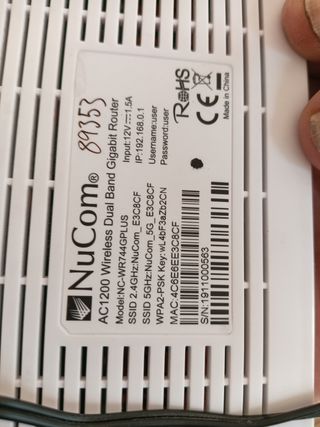 NuCom®
89353
AC1200 Wireless Dual Band Gigabit Router
Model:NC-WR744GPLUS
Input:12V⎓1.5A
SSID 2.4GHz:NuCom_E3C8CF
IP:192.168.0.1
SSID 5GHz:NuCom_5G_E3C8CF
Username:user
WPA2-PSK Key:wL4bF3aZb2CN
Password:user
MAC:4C6E6EE3C8CF
S/N:1911000563
RoHS
CE
Made in China